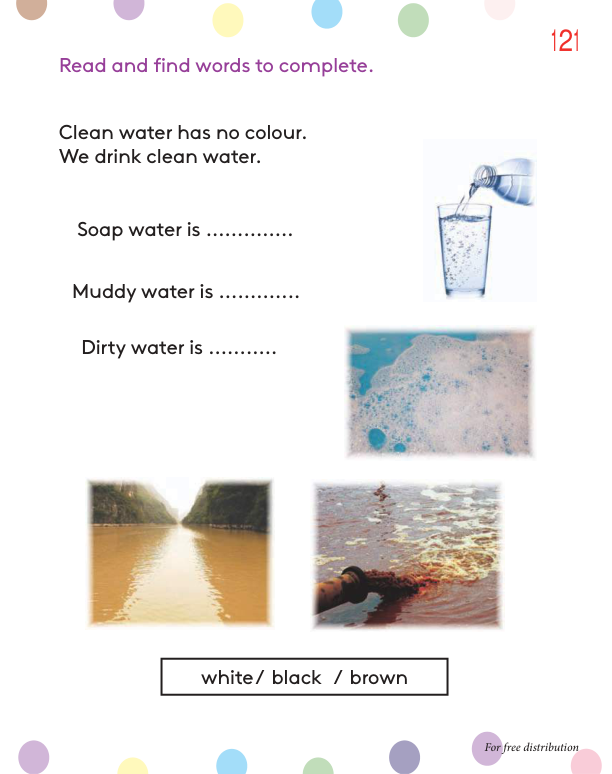 121
Read and find words to complete.
Clean water has no colour.
We drink clean water.
Soap water is ..............
Muddy water is .............
Dirty water is ...........
white/ black / brown
For free distribution